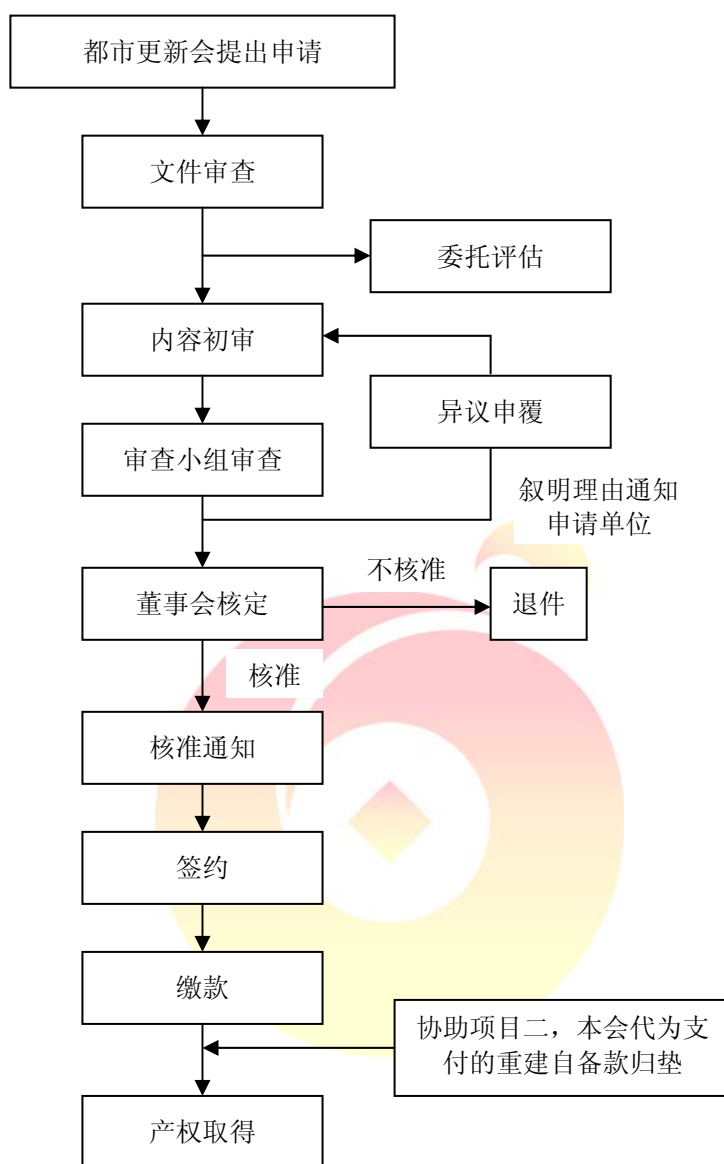 都市更新会提出申请
文件审查
委托评估
内容初审
异议申覆
审查小组审查
叙明理由通知
申请单位
不核准
董事会核定
退件
核准
核准通知
签约
缴款
协助项目二，本会代为支
付的重建自备款归垫
产权取得